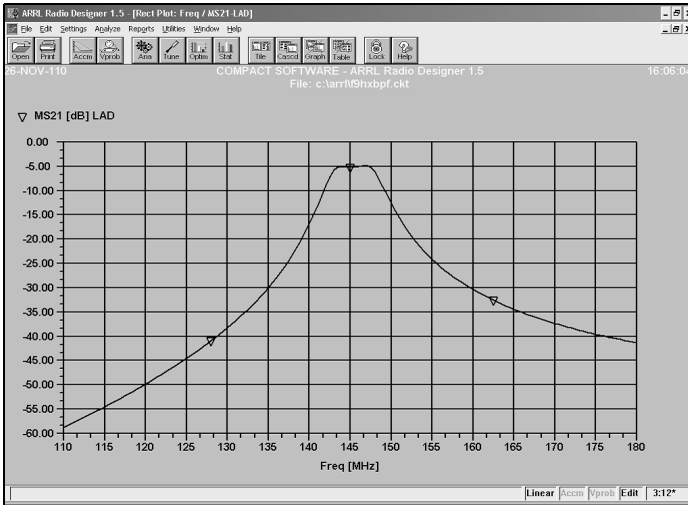 ARRL Radio Designer 1.5 - [Rect Plot: Freq / MS21-LAD]
File Edit Settings Analyze Reports Utilities Window Help
Open Print Accm Vprob Ana Tune Optim Stat Tile Cascd Graph Table Lock Help
26-NOV-110 COMPACT SOFTWARE - ARRL Radio Designer 1.5 16:06:04
File: c:\arrl\f9hxbpf.ckt
MS21 [dB] LAD
0.00
-5.00
-10.00
-15.00
-20.00
-25.00
-30.00
-35.00
-40.00
-45.00
-50.00
-55.00
-60.00
110 115 120 125 130 135 140 145 150 155 160 165 170 175 180
Freq [MHz]
Linear Accm Vprob Edit 3:12*